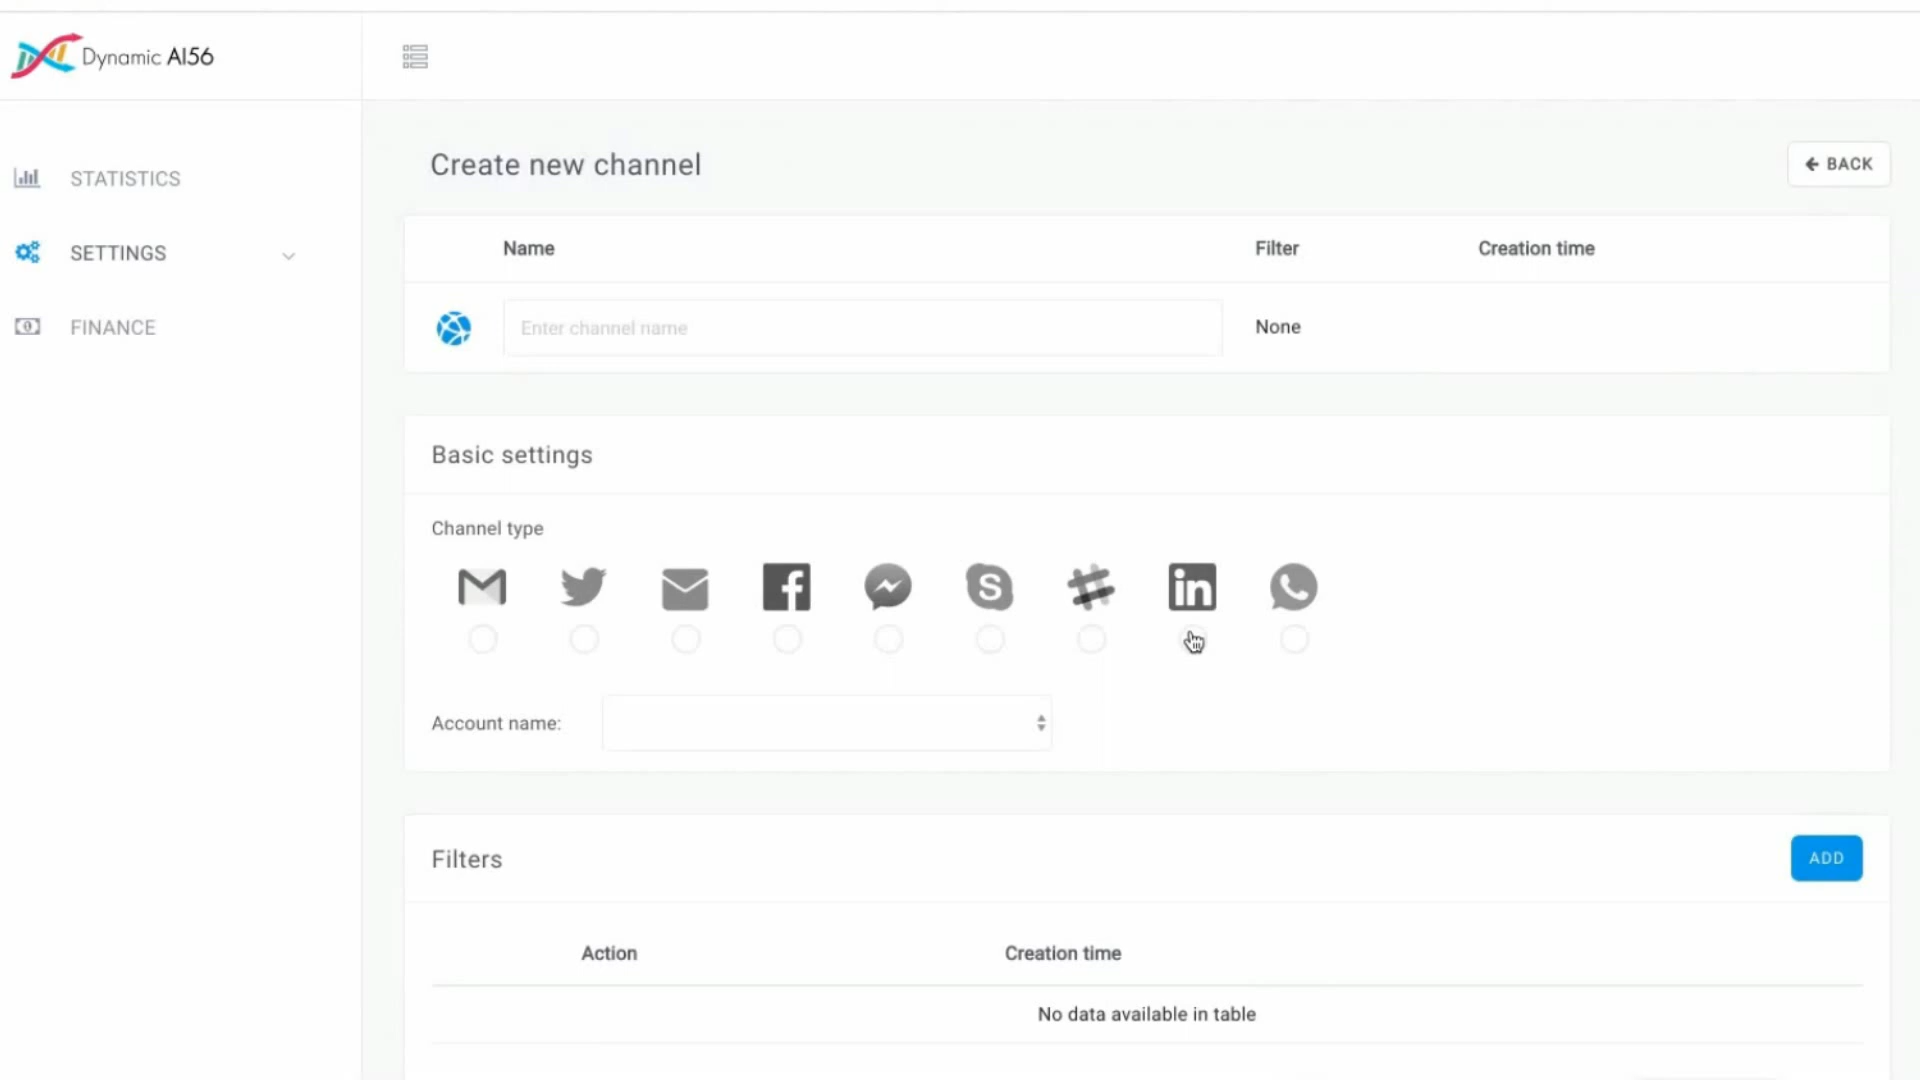 Dynamic AI56
STATISTICS
SETTINGS
FINANCE
Create new channel
BACK
Name
Filter
Creation time
Enter channel name
None
Basic settings
Channel type
Account name:
Filters
ADD
Action
Creation time
No data available in table